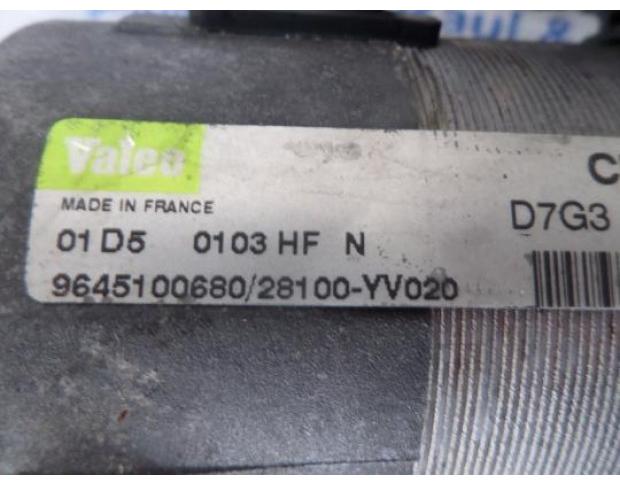 Valeo
MADE IN FRANCE
C
D7G3
01 D5 0103 HF N
9645100680/28100-YV020